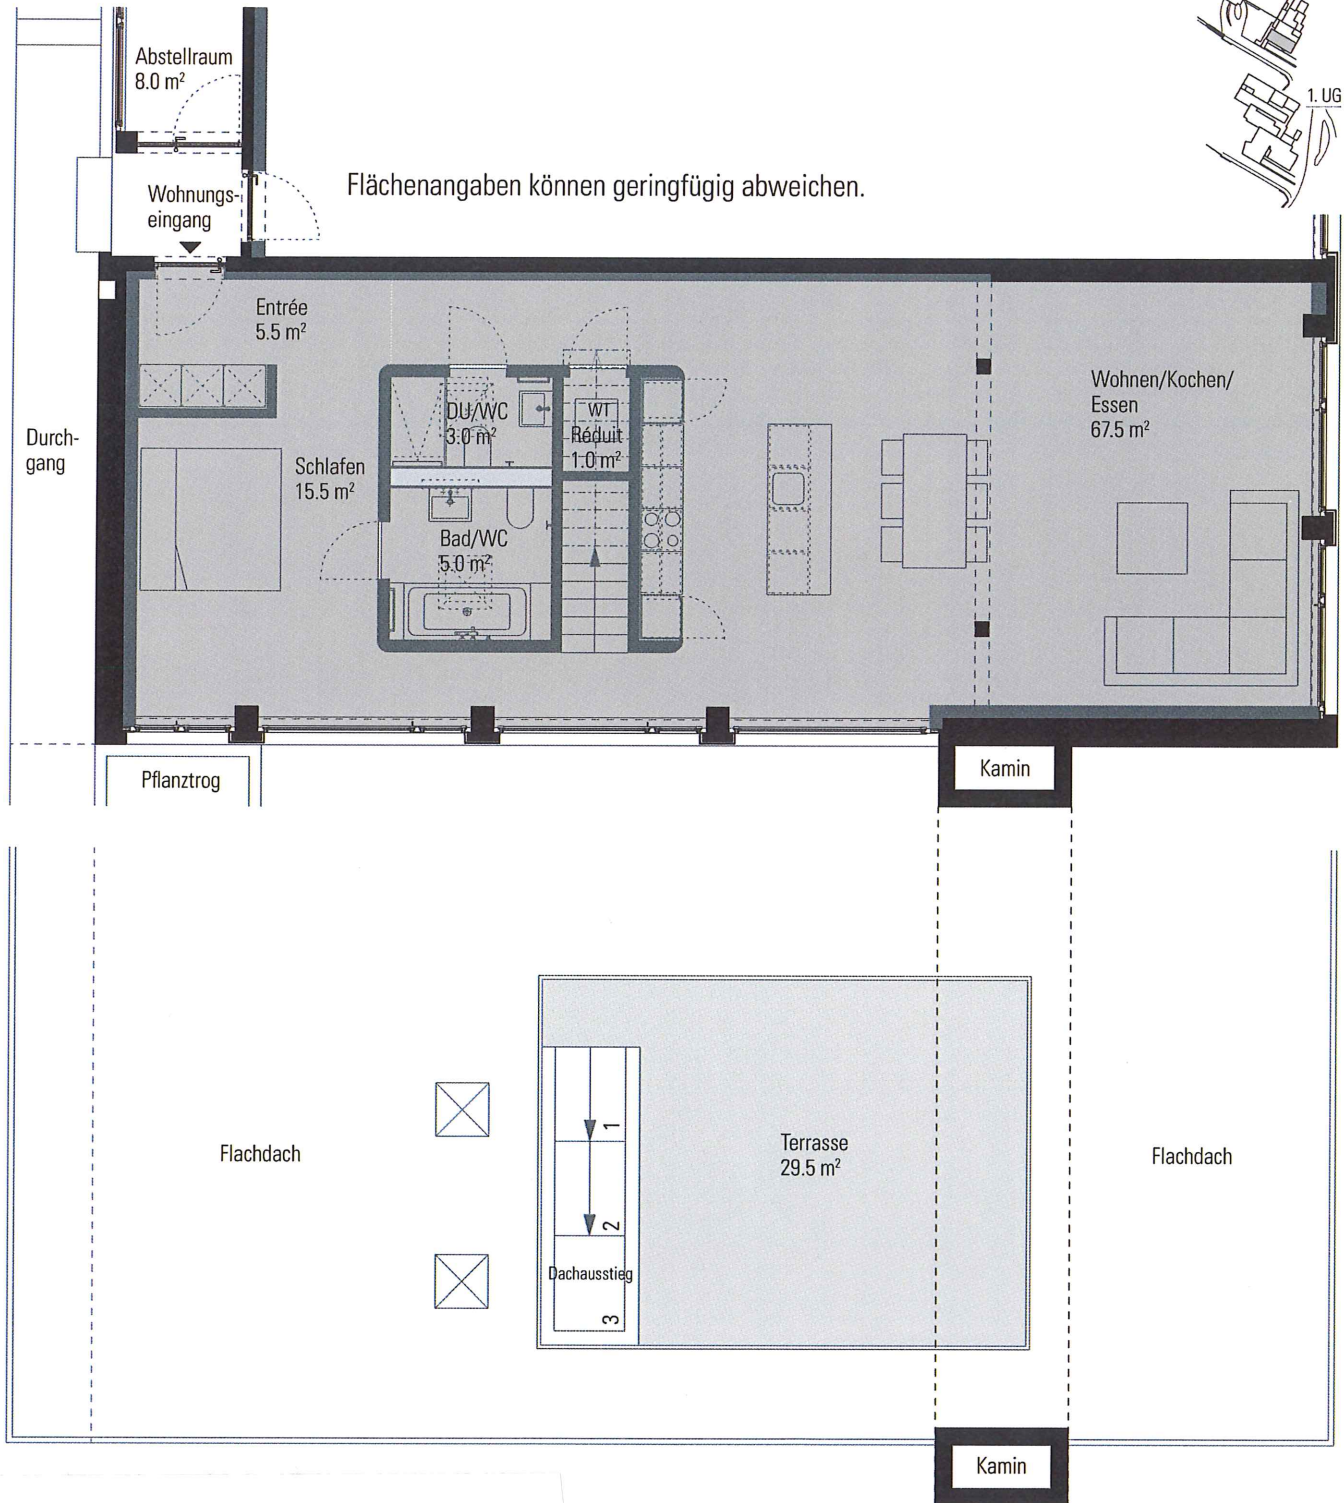 Abstellraum
8.0 m²
1. UG
Wohnungs-
eingang
Flächenangaben können geringfügig abweichen.
Entrée
5.5 m²
Wohnen/Kochen/
Essen
67.5 m²
DU/WC
3.0 m²
WT
Réduit
1.0 m²
Durch-
gang
Schlafen
15.5 m²
Bad/WC
5.0 m²
Pflanztrog
Kamin
1
2
3
Dachausstieg
Terrasse
29.5 m²
Flachdach
Flachdach
Kamin